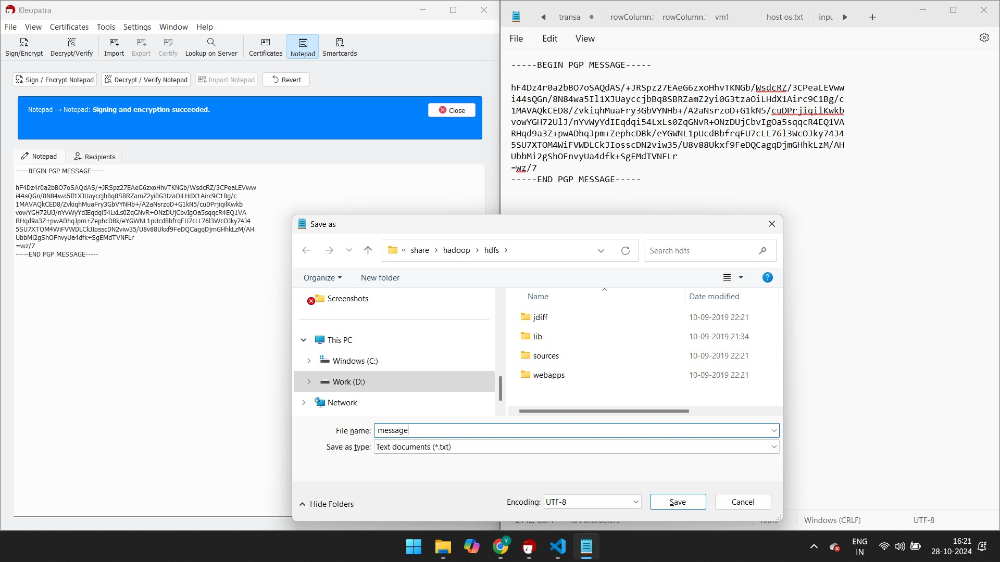 Kleopatra
File View Certificates Tools Settings Window Help
Sign/Encrypt Decrypt/Verify Import Export Certify Lookup on Server Certificates Notepad Smartcards
Sign / Encrypt Notepad Decrypt / Verify Notepad Import Notepad Revert
Notepad → Notepad: Signing and encryption succeeded.
Close
Notepad Recipients
-----BEGIN PGP MESSAGE-----
hF4Dz4r0a2bBO7oSAQdAS/+JRSpz27EAeG6zxoHhvTKNGb/WsdcRZ/3CPeaLEVww
i44sQGn/8N84wa5Il1XJUayccjbBq8SBRZamZ2yi0G3tzaOiLHdX1Airc9C1Bg/c
1MAVAQkCED8/ZvkiqhMuaFry3GbVYNHb+/A2aNsrzoD+G1kN5/cuDPrjiqilKwkb
vowYGH72UlJ/nYvWyYdIEqdqi54LxLs0ZqGNvR+ONzDUjCbvIgOa5sqqcR4EQ1VA
RHqd9a3Z+pwADhqJpm+ZephcDBk/eYGWNL1pUcdBbfrqFU7cLL76l3WcOJky74J4
5SU7XTOM4WiFVWDLCkJIosscDN2viw35/U8v88Ukxf9FeDQCagqDjmGHhkLzM/AH
UbbMi2gShOFnvyUa4dfk+SgEMdTVNFLr
=wz/7
-----END PGP MESSAGE-----
transa rowColumn.t rowColumn.t vm1 host os.txt inpu
File Edit View
-----BEGIN PGP MESSAGE-----
hF4Dz4r0a2bBO7oSAQdAS/+JRSpz27EAeG6zxoHhvTKNGb/WsdcRZ/3CPeaLEVww
i44sQGn/8N84wa5Il1XJUayccjbBq8SBRZamZ2yi0G3tzaOiLHdX1Airc9C1Bg/c
1MAVAQkCED8/ZvkiqhMuaFry3GbVYNHb+/A2aNsrzoD+G1kN5/cuDPrjiqilKwkb
vowYGH72UlJ/nYvWyYdIEqdqi54LxLs0ZqGNvR+ONzDUjCbvIgOa5sqqcR4EQ1VA
RHqd9a3Z+pwADhqJpm+ZephcDBk/eYGWNL1pUcdBbfrqFU7cLL76l3WcOJky74J4
5SU7XTOM4WiFVWDLCkJIosscDN2viw35/U8v88Ukxf9FeDQCagqDjmGHhkLzM/AH
UbbMi2gShOFnvyUa4dfk+SgEMdTVNFLr
=wz/7
-----END PGP MESSAGE-----
Save as
« share › hadoop › hdfs ›
Search hdfs
Organize New folder
Screenshots
This PC
Windows (C:)
Work (D:)
Network
Name Date modified
jdiff 10-09-2019 22:21
lib 10-09-2019 21:34
sources 10-09-2019 22:21
webapps 10-09-2019 22:21
File name: message
Save as type: Text documents (*.txt)
Hide Folders
Encoding: UTF-8 Save Cancel
Windows (CRLF) UTF-8
ENG
IN
16:21
28-10-2024